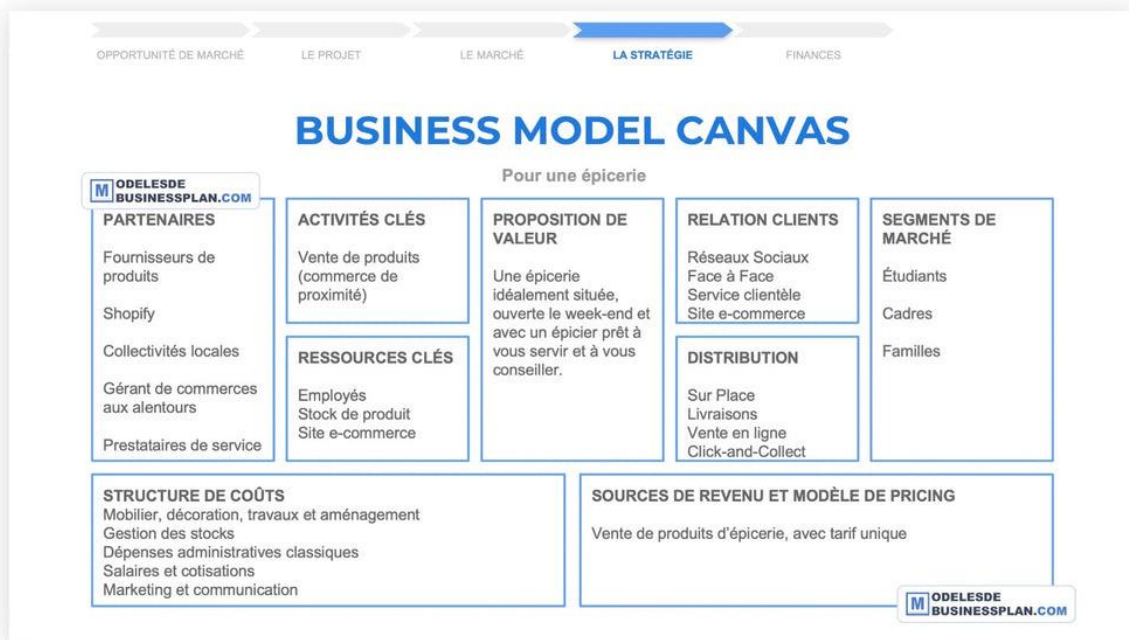 OPPORTUNITÉ DE MARCHÉ
LE PROJET
LE MARCHÉ
LA STRATÉGIE
FINANCES
BUSINESS MODEL CANVAS
Pour une épicerie
M ODELESDE
BUSINESSPLAN.COM
PARTENAIRES
Fournisseurs de
produits
Shopify
Collectivités locales
Gérant de commerces
aux alentours
Prestataires de service
ACTIVITÉS CLÉS
Vente de produits
(commerce de
proximité)
RESSOURCES CLÉS
Employés
Stock de produit
Site e-commerce
PROPOSITION DE
VALEUR
Une épicerie
idéalement située,
ouverte le week-end et
avec un épicier prêt à
vous servir et à vous
conseiller.
RELATION CLIENTS
Réseaux Sociaux
Face à Face
Service clientèle
Site e-commerce
DISTRIBUTION
Sur Place
Livraisons
Vente en ligne
Click-and-Collect
SEGMENTS DE
MARCHÉ
Étudiants
Cadres
Familles
STRUCTURE DE COÛTS
Mobilier, décoration, travaux et aménagement
Gestion des stocks
Dépenses administratives classiques
Salaires et cotisations
Marketing et communication
SOURCES DE REVENU ET MODÈLE DE PRICING
Vente de produits d'épicerie, avec tarif unique
M ODELESDE
BUSINESSPLAN.COM